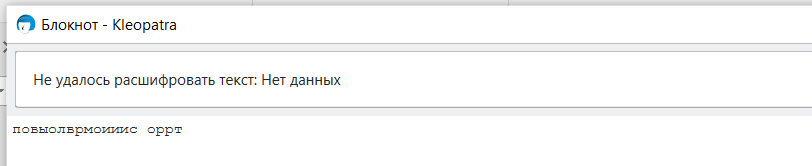 Блокнот - Kleopatra
Не удалось расшифровать текст: Нет данных
повыолврмоииис оррт